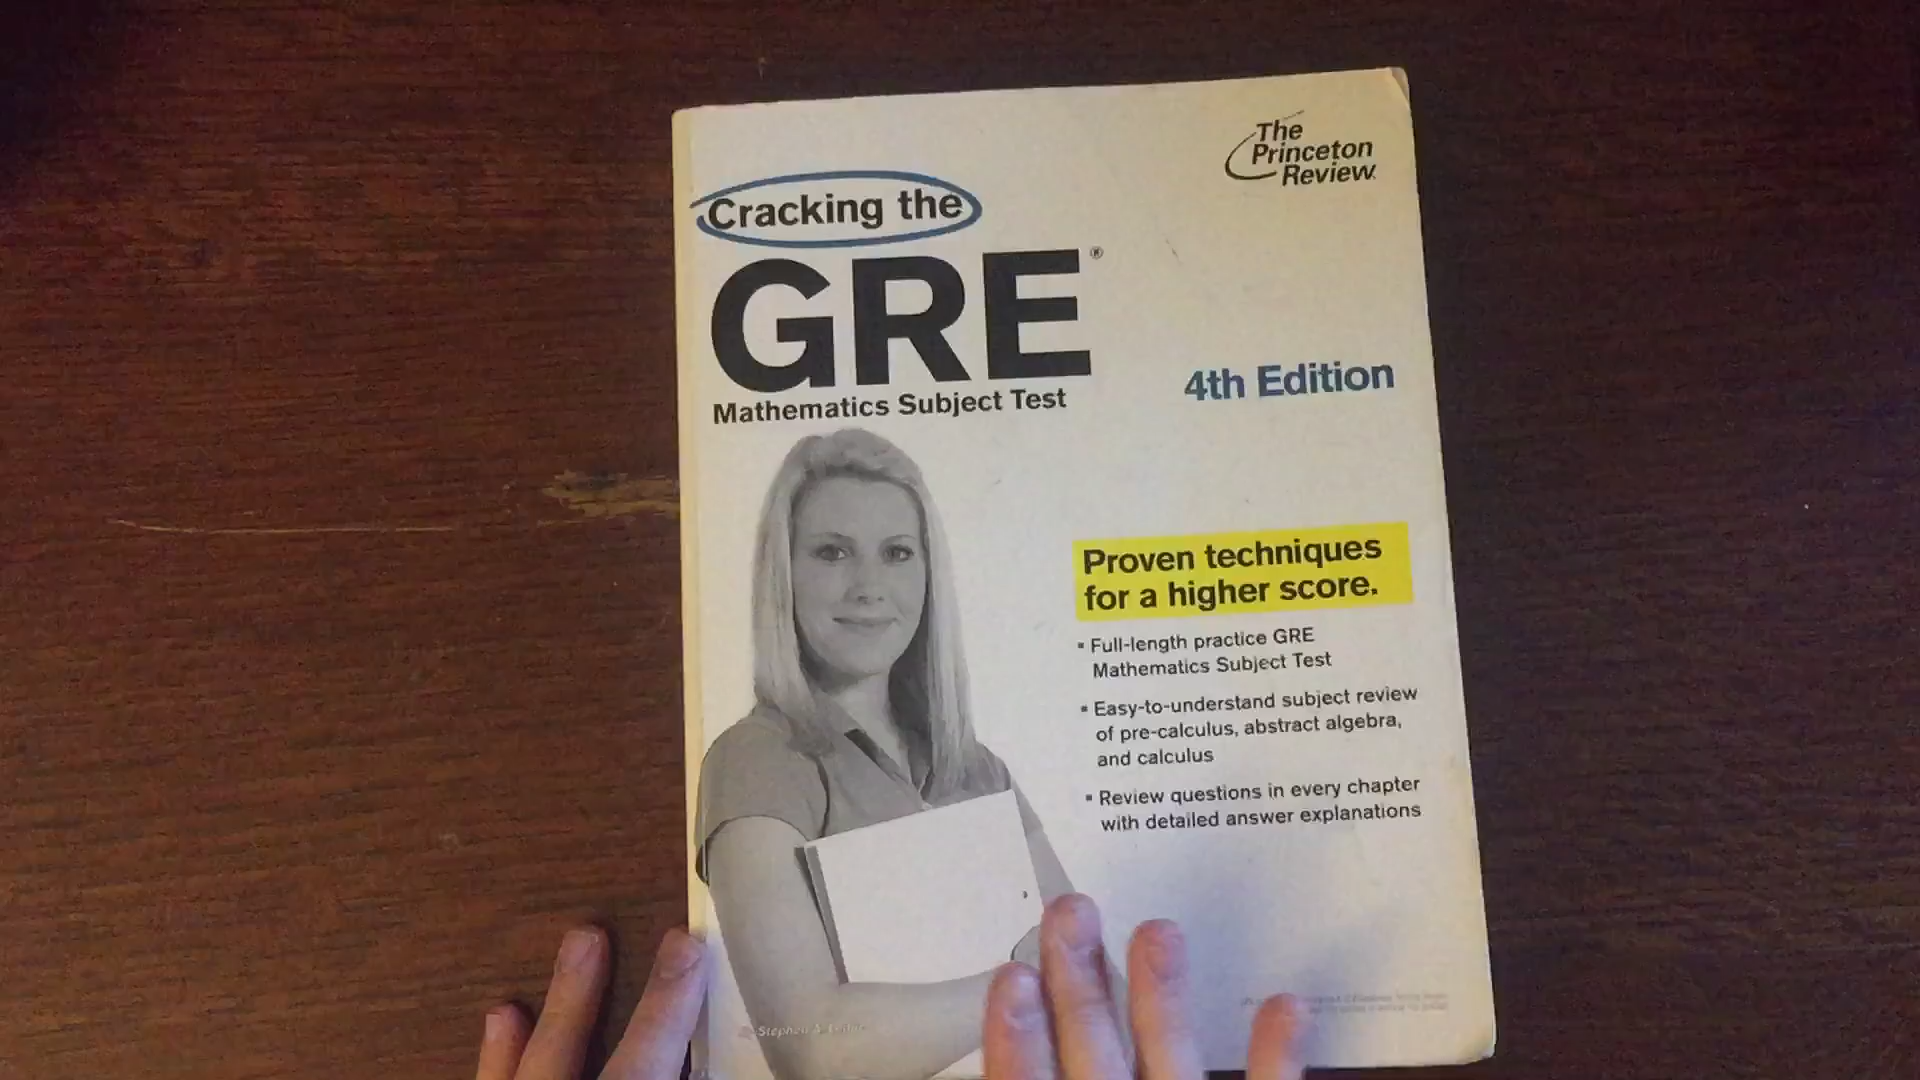 The
Princeton
Review
Cracking the
GRE®
Mathematics Subject Test
4th Edition
Proven techniques
for a higher score.
▪ Full-length practice GRE
Mathematics Subject Test
▪ Easy-to-understand subject review
of pre-calculus, abstract algebra,
and calculus
▪ Review questions in every chapter
with detailed answer explanations
Stephen A.